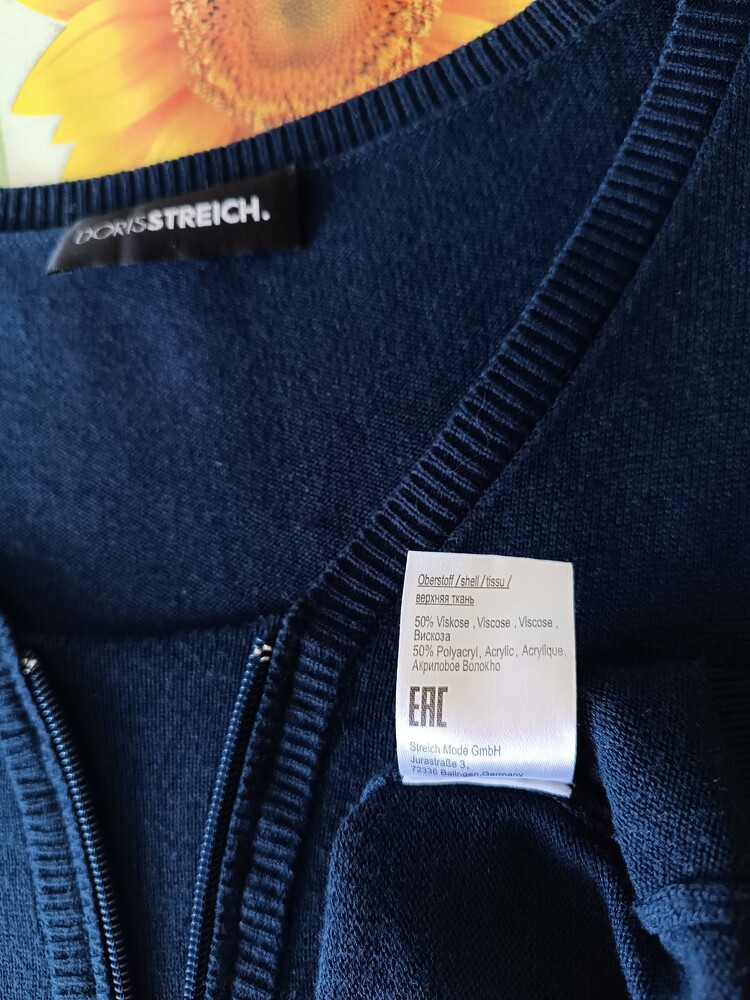 DORISSTREICH.
Oberstoff/shell/tissu/
верхняя ткань
50% Viskose , Viscose , Viscose ,
Вискоза
50% Polyacryl, Acrylic, Acrylique,
Акриловое Волокно
EAC
Streich Mode GmbH
Jurastraße 3,
72336 Balingen,Germany